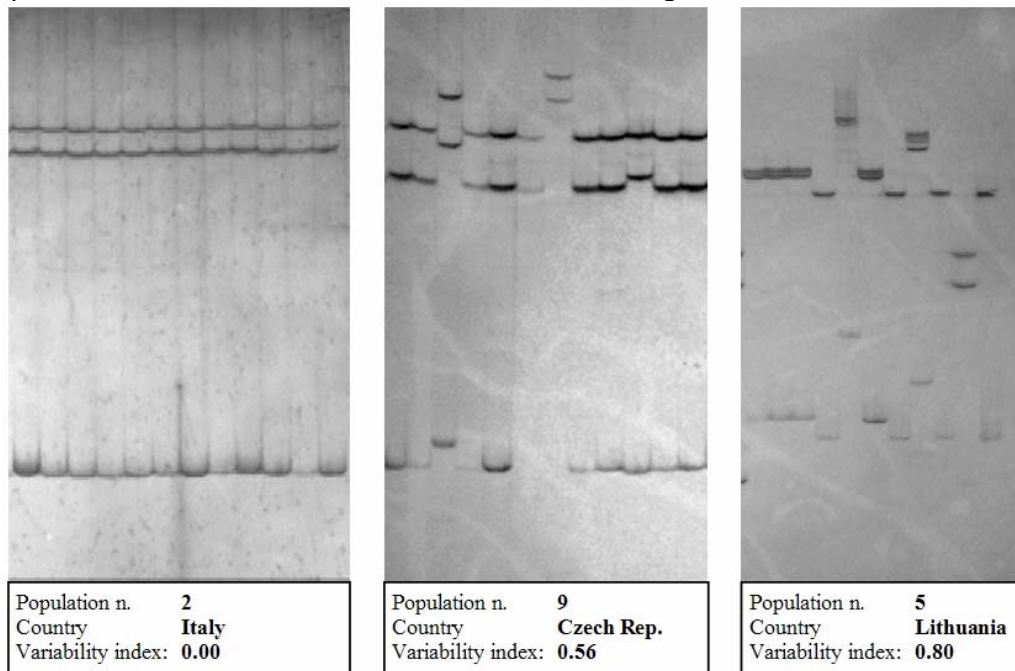 Population n. 2
Country Italy
Variability index: 0.00
Population n. 9
Country Czech Rep.
Variability index: 0.56
Population n. 5
Country Lithuania
Variability index: 0.80